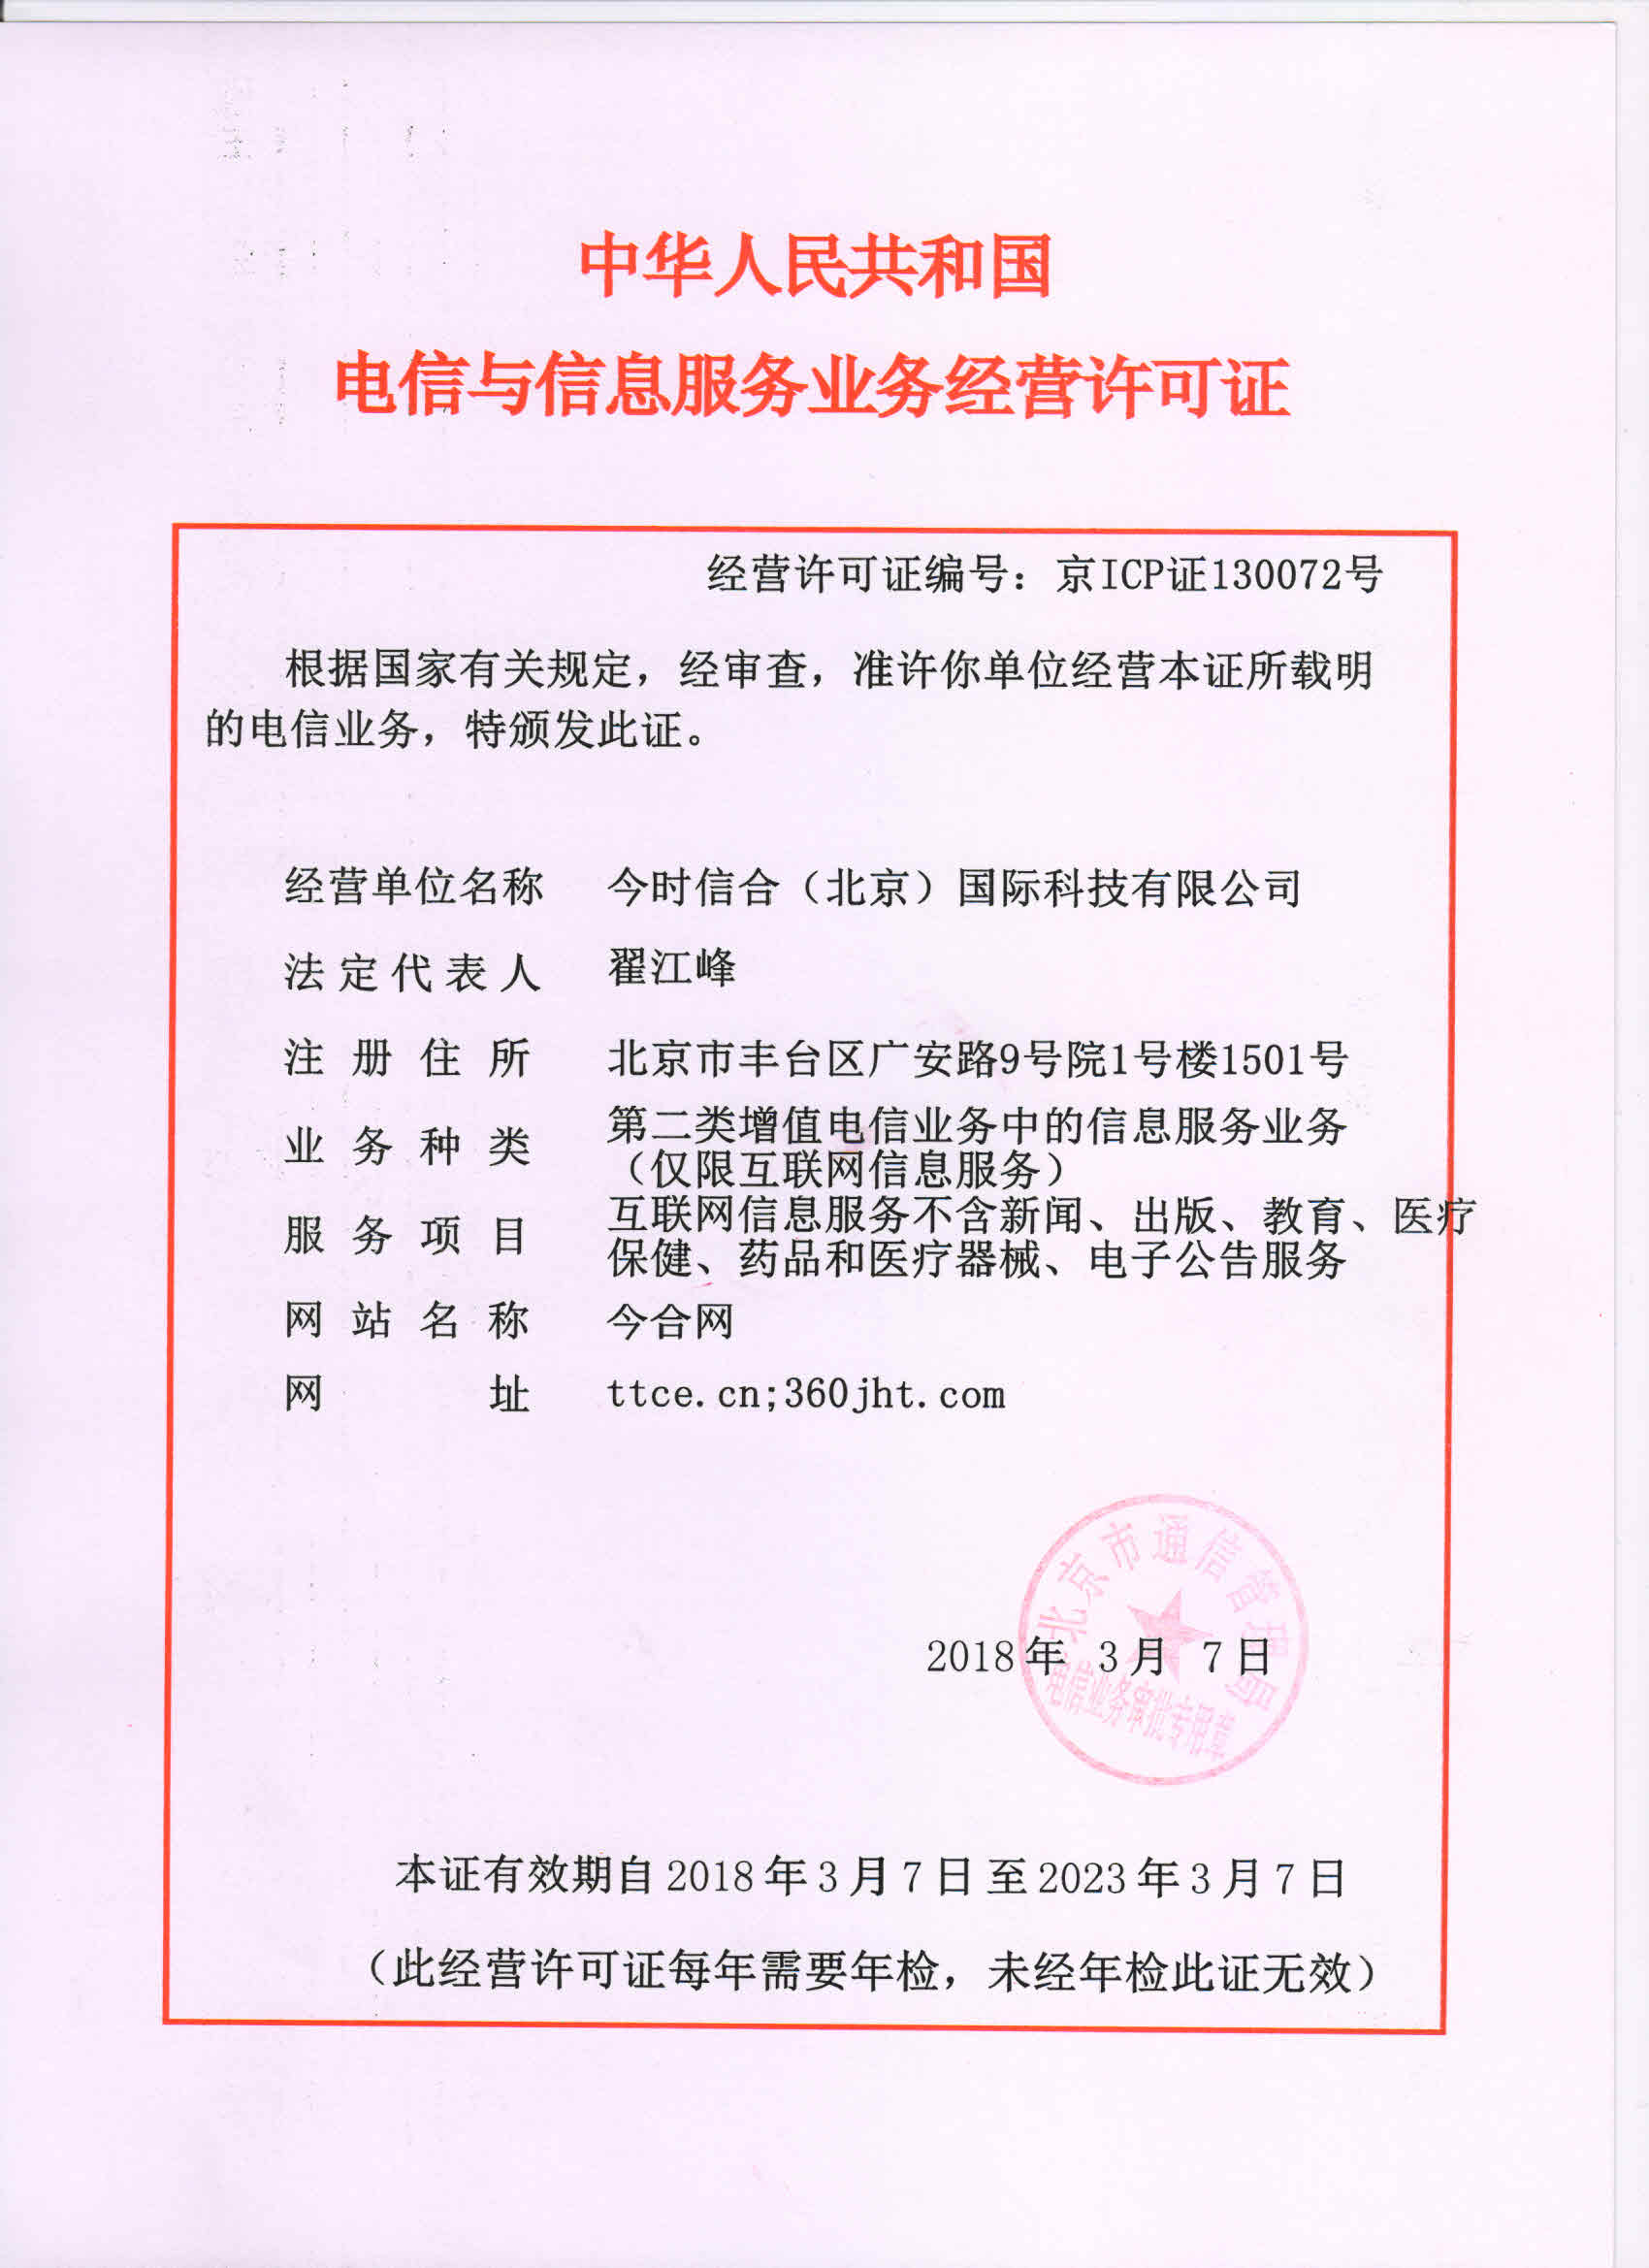 中华人民共和国
电信与信息服务业务经营许可证
经营许可证编号：京ICP证130072号
根据国家有关规定，经审查，准许你单位经营本证所载明
的电信业务，特颁发此证。
经营单位名称 今时信合（北京）国际科技有限公司
法定代表人 翟江峰
注册住所 北京市丰台区广安路9号院1号楼1501号
业务种类 第二类增值电信业务中的信息服务业务
（仅限互联网信息服务）
服务项目 互联网信息服务不含新闻、出版、教育、医疗
保健、药品和医疗器械、电子公告服务
网站名称 今合网
网址 ttce.cn;360jht.com
北京市通信管理局
电信业务审批专用章
2018年 3月 7日
本证有效期自2018年3月7日至2023年3月7日
（此经营许可证每年需要年检，未经年检此证无效）